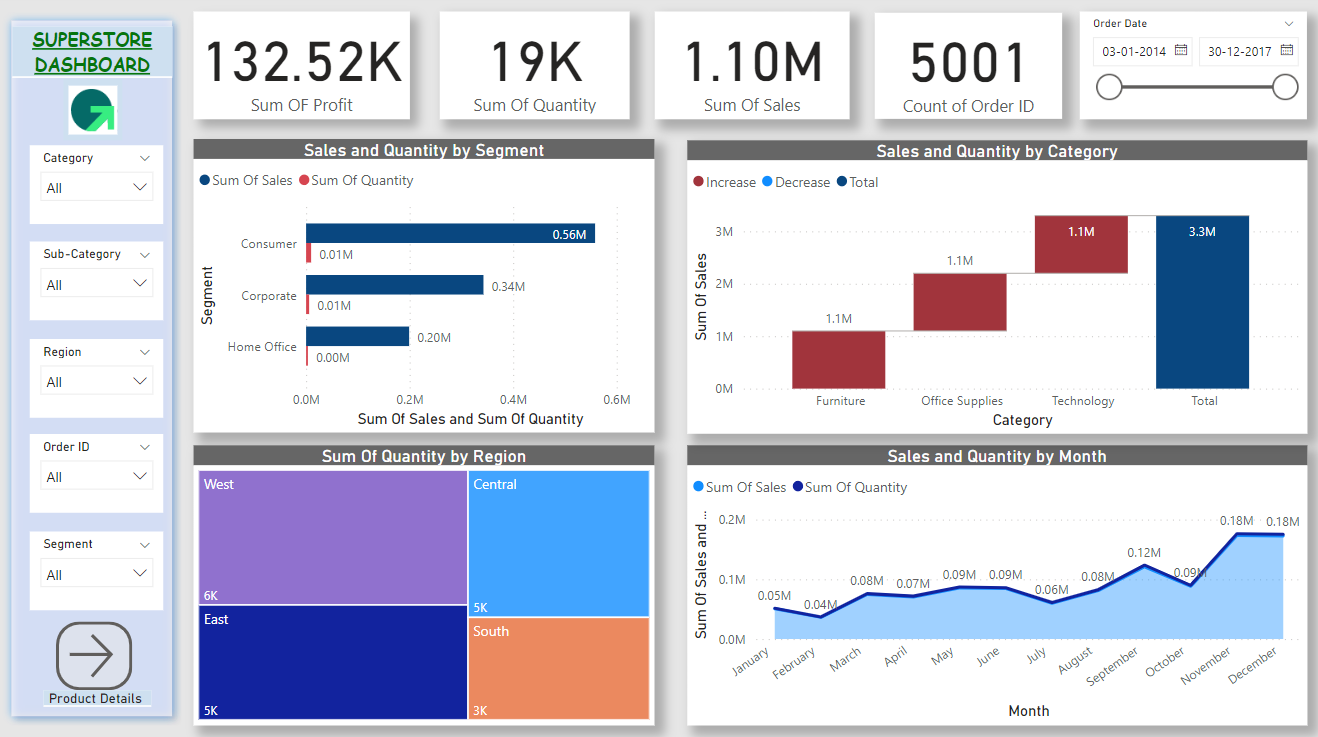 SUPERSTORE
DASHBOARD
Category
All
Sub-Category
All
Region
All
Order ID
All
Segment
All
Product Details
132.52K
Sum OF Profit
19K
Sum Of Quantity
1.10M
Sum Of Sales
5001
Count of Order ID
Order Date
03-01-2014 30-12-2017
Sales and Quantity by Segment
Sum Of Sales Sum Of Quantity
Segment
Consumer 0.56M
0.01M
Corporate 0.34M
0.01M
Home Office 0.20M
0.00M
0.0M 0.2M 0.4M 0.6M
Sum Of Sales and Sum Of Quantity
Sales and Quantity by Category
Increase Decrease Total
Sum Of Sales
3M
2M
1M
0M
1.1M 1.1M 1.1M 3.3M
Furniture Office Supplies Technology Total
Category
Sum Of Quantity by Region
West
6K
East
5K
Central
5K
South
3K
Sales and Quantity by Month
Sum Of Sales Sum Of Quantity
Sum Of Sales and ...
0.2M
0.1M
0.0M
0.05M 0.04M 0.08M 0.07M 0.09M 0.09M 0.06M 0.08M 0.12M 0.09M 0.18M 0.18M
January February March April May June July August September October November December
Month